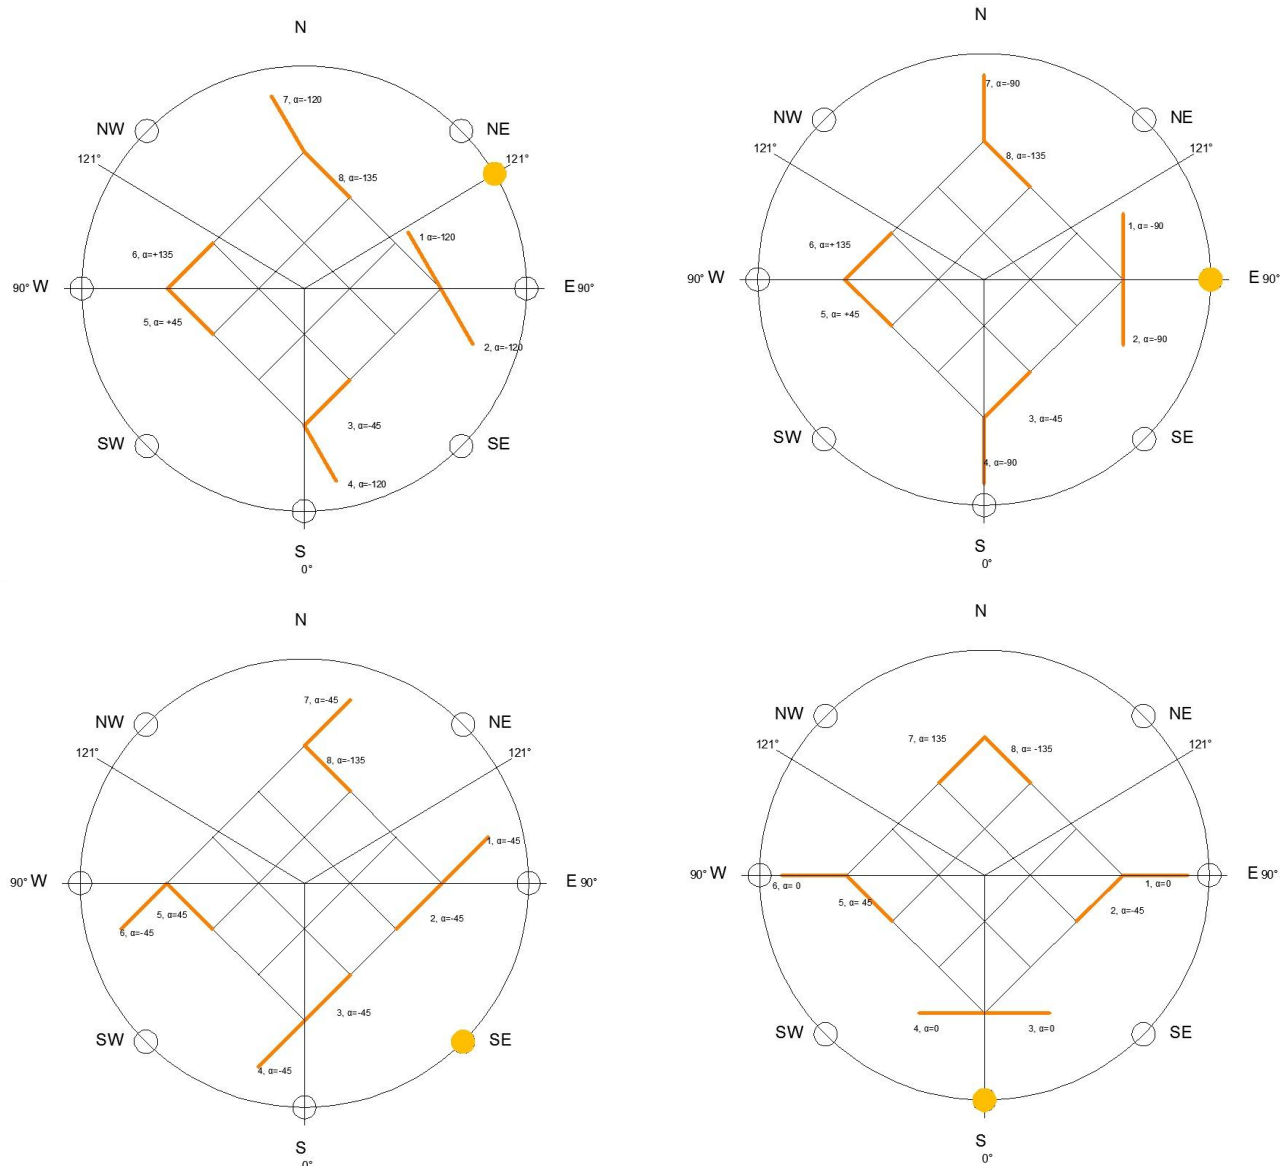 N
7, α=-120
NW
NE
121°
121°
8, α=-135
1 α=-120
6, α=+135
90° W
E 90°
5, α= +45
2, α=-120
3, α=-45
SW
SE
4, α=-120
S
0°
N
7, α=-90
NW
NE
121°
121°
8, α=-135
1, α= -90
6, α=+135
90° W
E 90°
5, α= +45
2, α=-90
3, α=-45
SW
SE
4, α=-90
S
0°
N
7, α=-45
NW
NE
121°
121°
8, α=-135
1, α=-45
90° W
E 90°
5, α=45
2, α=-45
6, α=-45
3, α=-45
SW
SE
4, α=-45
S
0°
N
7, α= 135
8, α= -135
NW
NE
121°
121°
90° W
E 90°
6, α= 0
1, α=0
5, α= 45
2, α=-45
4, α=0
3, α=0
SW
SE
S